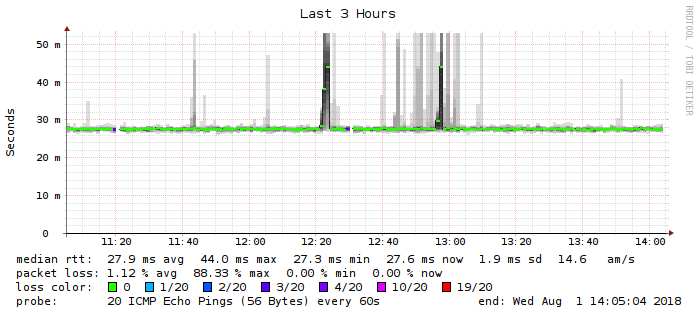 Last 3 Hours
RRDTOOL / TOBI OETIKER
Seconds
50 m
40 m
30 m
20 m
10 m
0
11:20 11:40 12:00 12:20 12:40 13:00 13:20 13:40 14:00
median rtt: 27.9 ms avg 44.0 ms max 27.3 ms min 27.6 ms now 1.9 ms sd 14.6 am/s
packet loss: 1.12 % avg 88.33 % max 0.00 % min 0.00 % now
loss color: 0 1/20 2/20 3/20 4/20 10/20 19/20
probe: 20 ICMP Echo Pings (56 Bytes) every 60s end: Wed Aug 1 14:05:04 2018